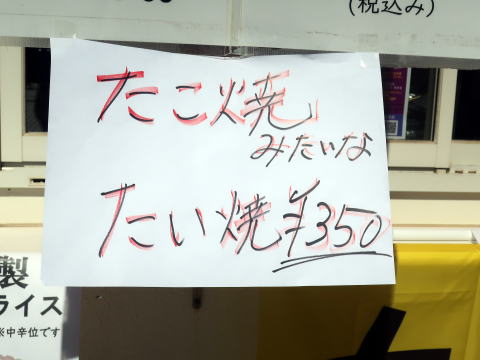 (税込み)
たこ焼
みたいな
たい焼 ¥350
製
ライス
※中辛位です